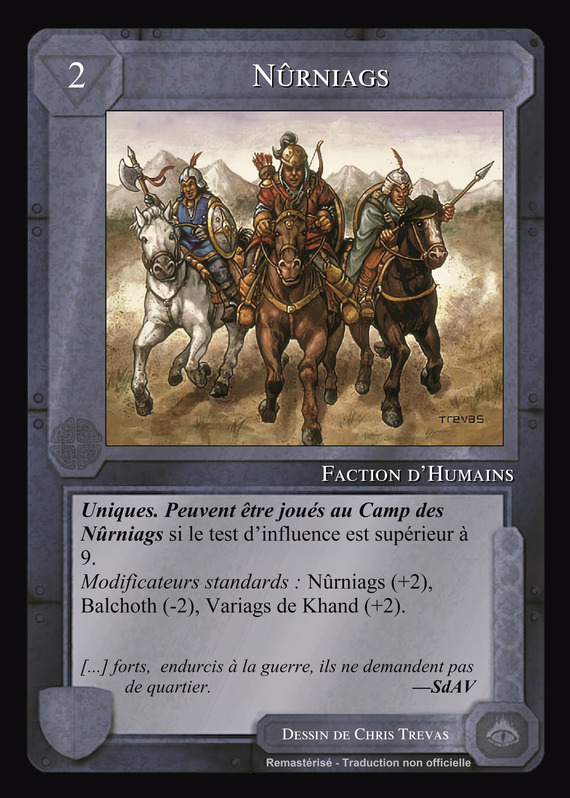 2
Nûrniags
Trevas
Faction d'Humains
Uniques. Peuvent être joués au Camp des
Nûrniags si le test d'influence est supérieur à
9.
Modificateurs standards : Nûrniags (+2),
Balchoth (-2), Variags de Khand (+2).
[...] forts, endurcis à la guerre, ils ne demandent pas
de quartier. —SdAV
Dessin de Chris Trevas
Remastérisé - Traduction non officielle